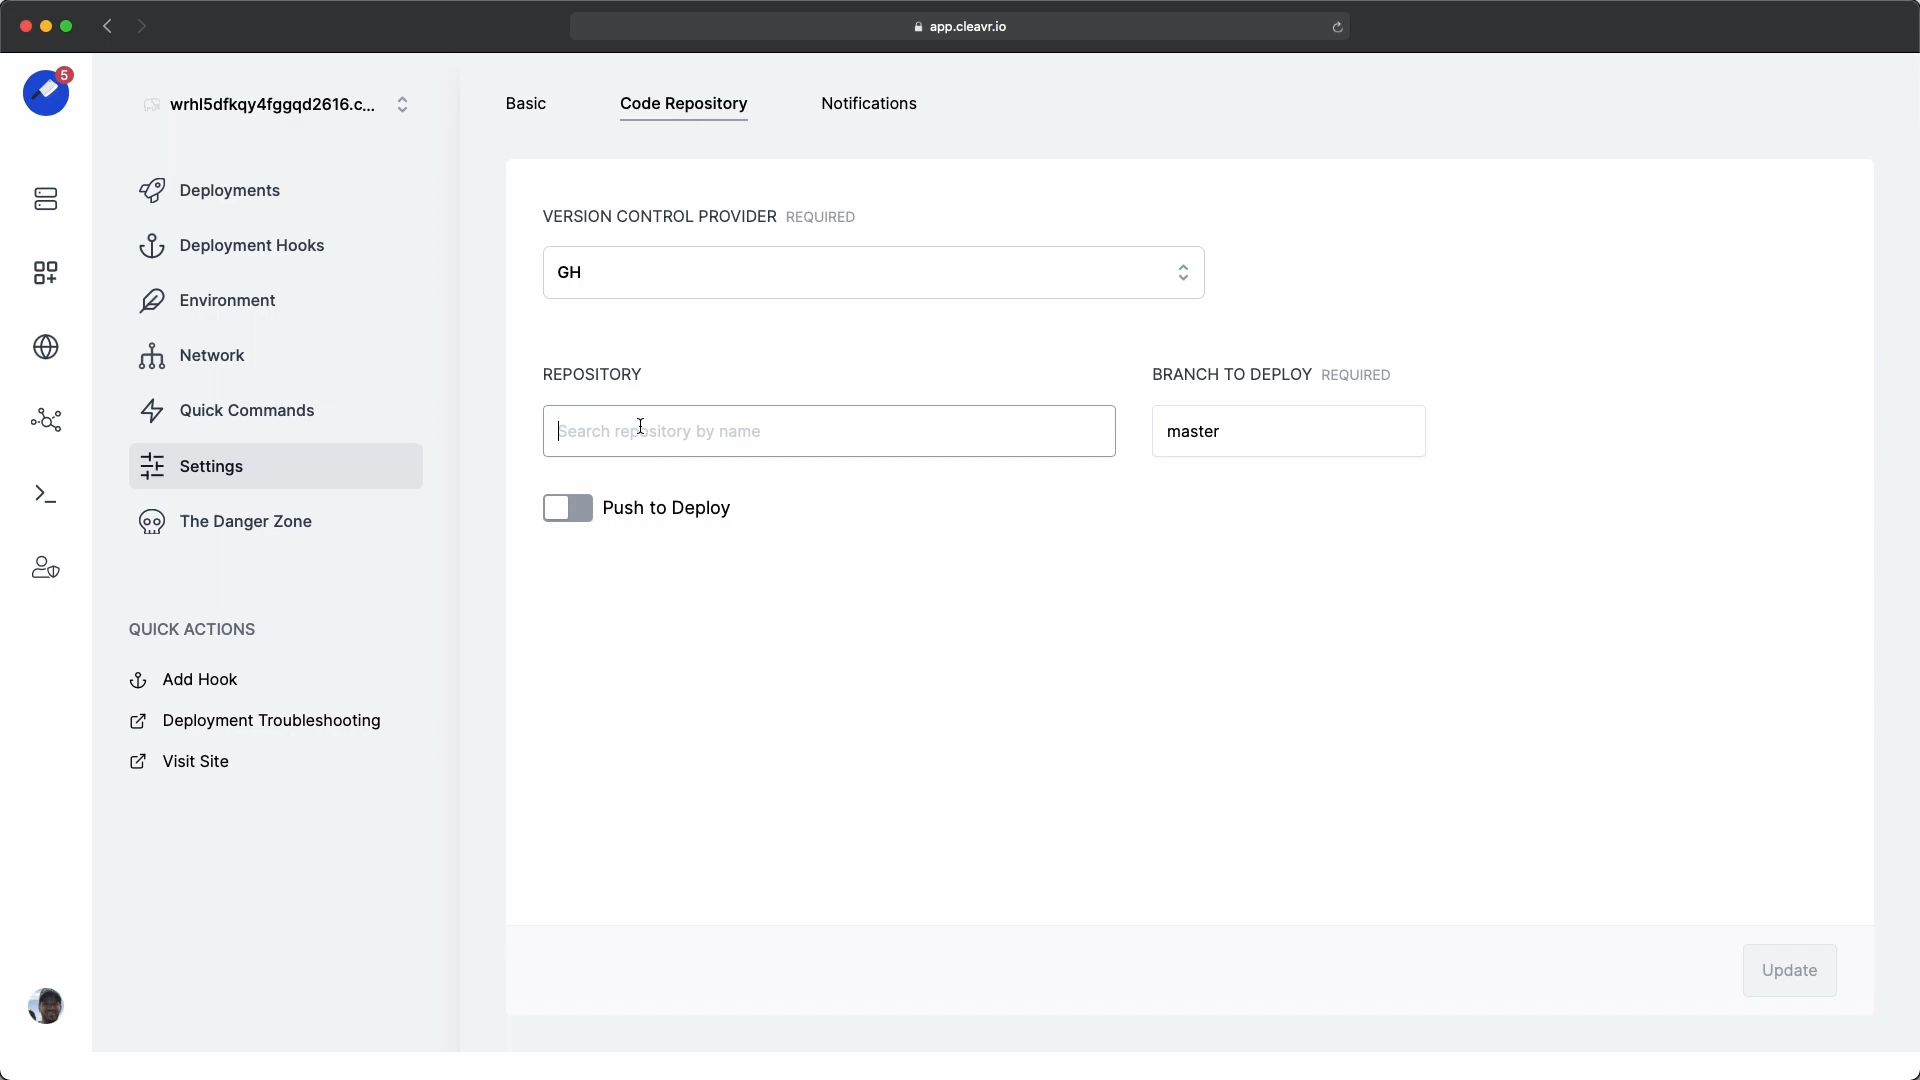 app.cleavr.io
5
wrhl5dfkqy4fggqd2616.c...
Deployments
Deployment Hooks
Environment
Network
Quick Commands
Settings
The Danger Zone
QUICK ACTIONS
Add Hook
Deployment Troubleshooting
Visit Site
Basic Code Repository Notifications
VERSION CONTROL PROVIDER REQUIRED
GH
REPOSITORY
Search repository by name
BRANCH TO DEPLOY REQUIRED
master
Push to Deploy
Update